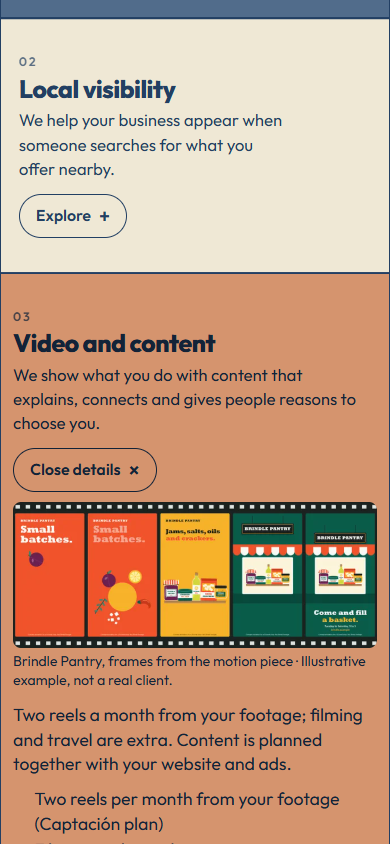 02
Local visibility
We help your business appear when
someone searches for what you
offer nearby.
Explore +
03
Video and content
We show what you do with content that
explains, connects and gives people reasons to
choose you.
Close details ×
BRINDLE PANTRY
Small
batches.
BRINDLE PANTRY
Small
batches.
BRINDLE PANTRY
Jams, salts, oils
and crackers.
BRINDLE PANTRY
BRINDLE PANTRY
Come and fill
a basket.
Brindle Pantry, frames from the motion piece · Illustrative
example, not a real client.
Two reels a month from your footage; filming
and travel are extra. Content is planned
together with your website and ads.
Two reels per month from your footage
(Captación plan)